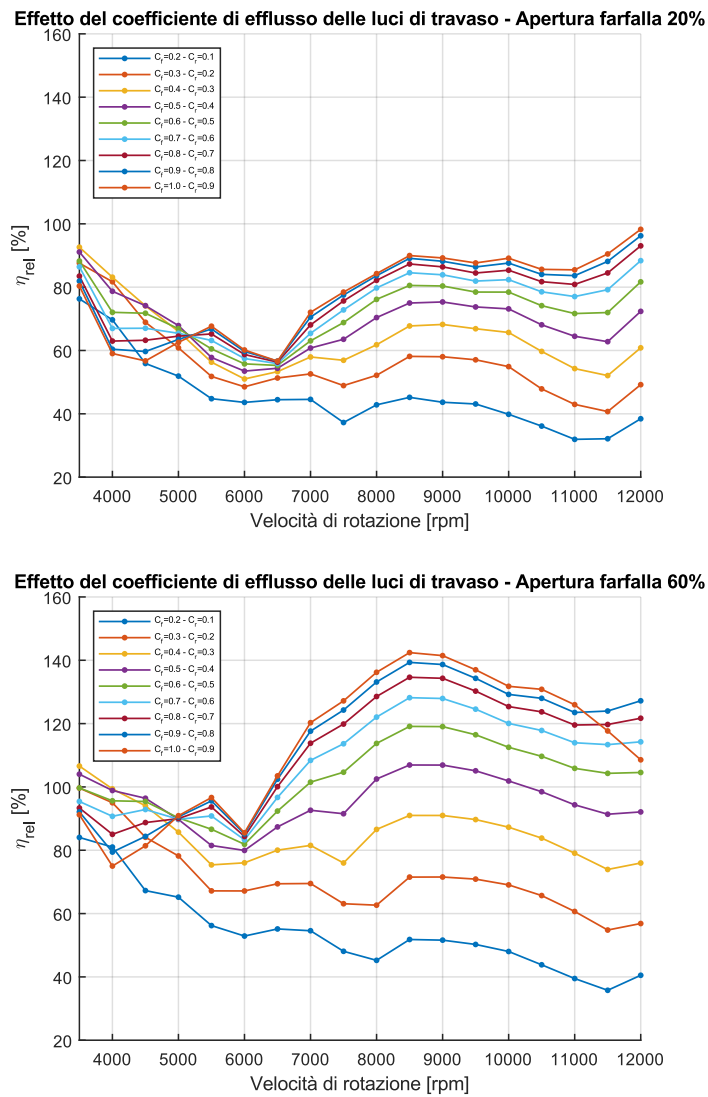 Effetto del coefficiente di efflusso delle luci di travaso - Apertura farfalla 20%
160
140
120
100
80
60
40
20
η_rel [%]
C_f=0.2 - C_r=0.1
C_f=0.3 - C_r=0.2
C_f=0.4 - C_r=0.3
C_f=0.5 - C_r=0.4
C_f=0.6 - C_r=0.5
C_f=0.7 - C_r=0.6
C_f=0.8 - C_r=0.7
C_f=0.9 - C_r=0.8
C_f=1.0 - C_r=0.9
4000 5000 6000 7000 8000 9000 10000 11000 12000
Velocità di rotazione [rpm]
Effetto del coefficiente di efflusso delle luci di travaso - Apertura farfalla 60%
160
140
120
100
80
60
40
20
η_rel [%]
C_f=0.2 - C_r=0.1
C_f=0.3 - C_r=0.2
C_f=0.4 - C_r=0.3
C_f=0.5 - C_r=0.4
C_f=0.6 - C_r=0.5
C_f=0.7 - C_r=0.6
C_f=0.8 - C_r=0.7
C_f=0.9 - C_r=0.8
C_f=1.0 - C_r=0.9
4000 5000 6000 7000 8000 9000 10000 11000 12000
Velocità di rotazione [rpm]